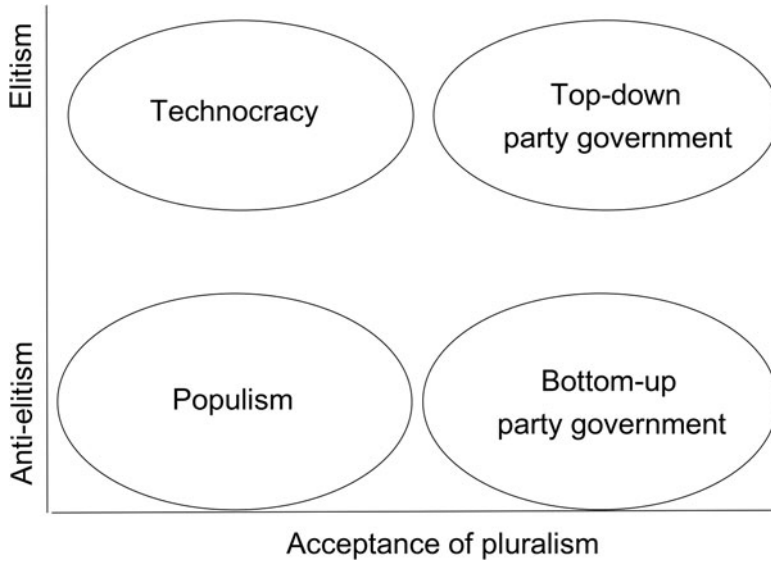 Elitism
Technocracy
Top-down
party government
Anti-elitism
Populism
Bottom-up
party government
Acceptance of pluralism